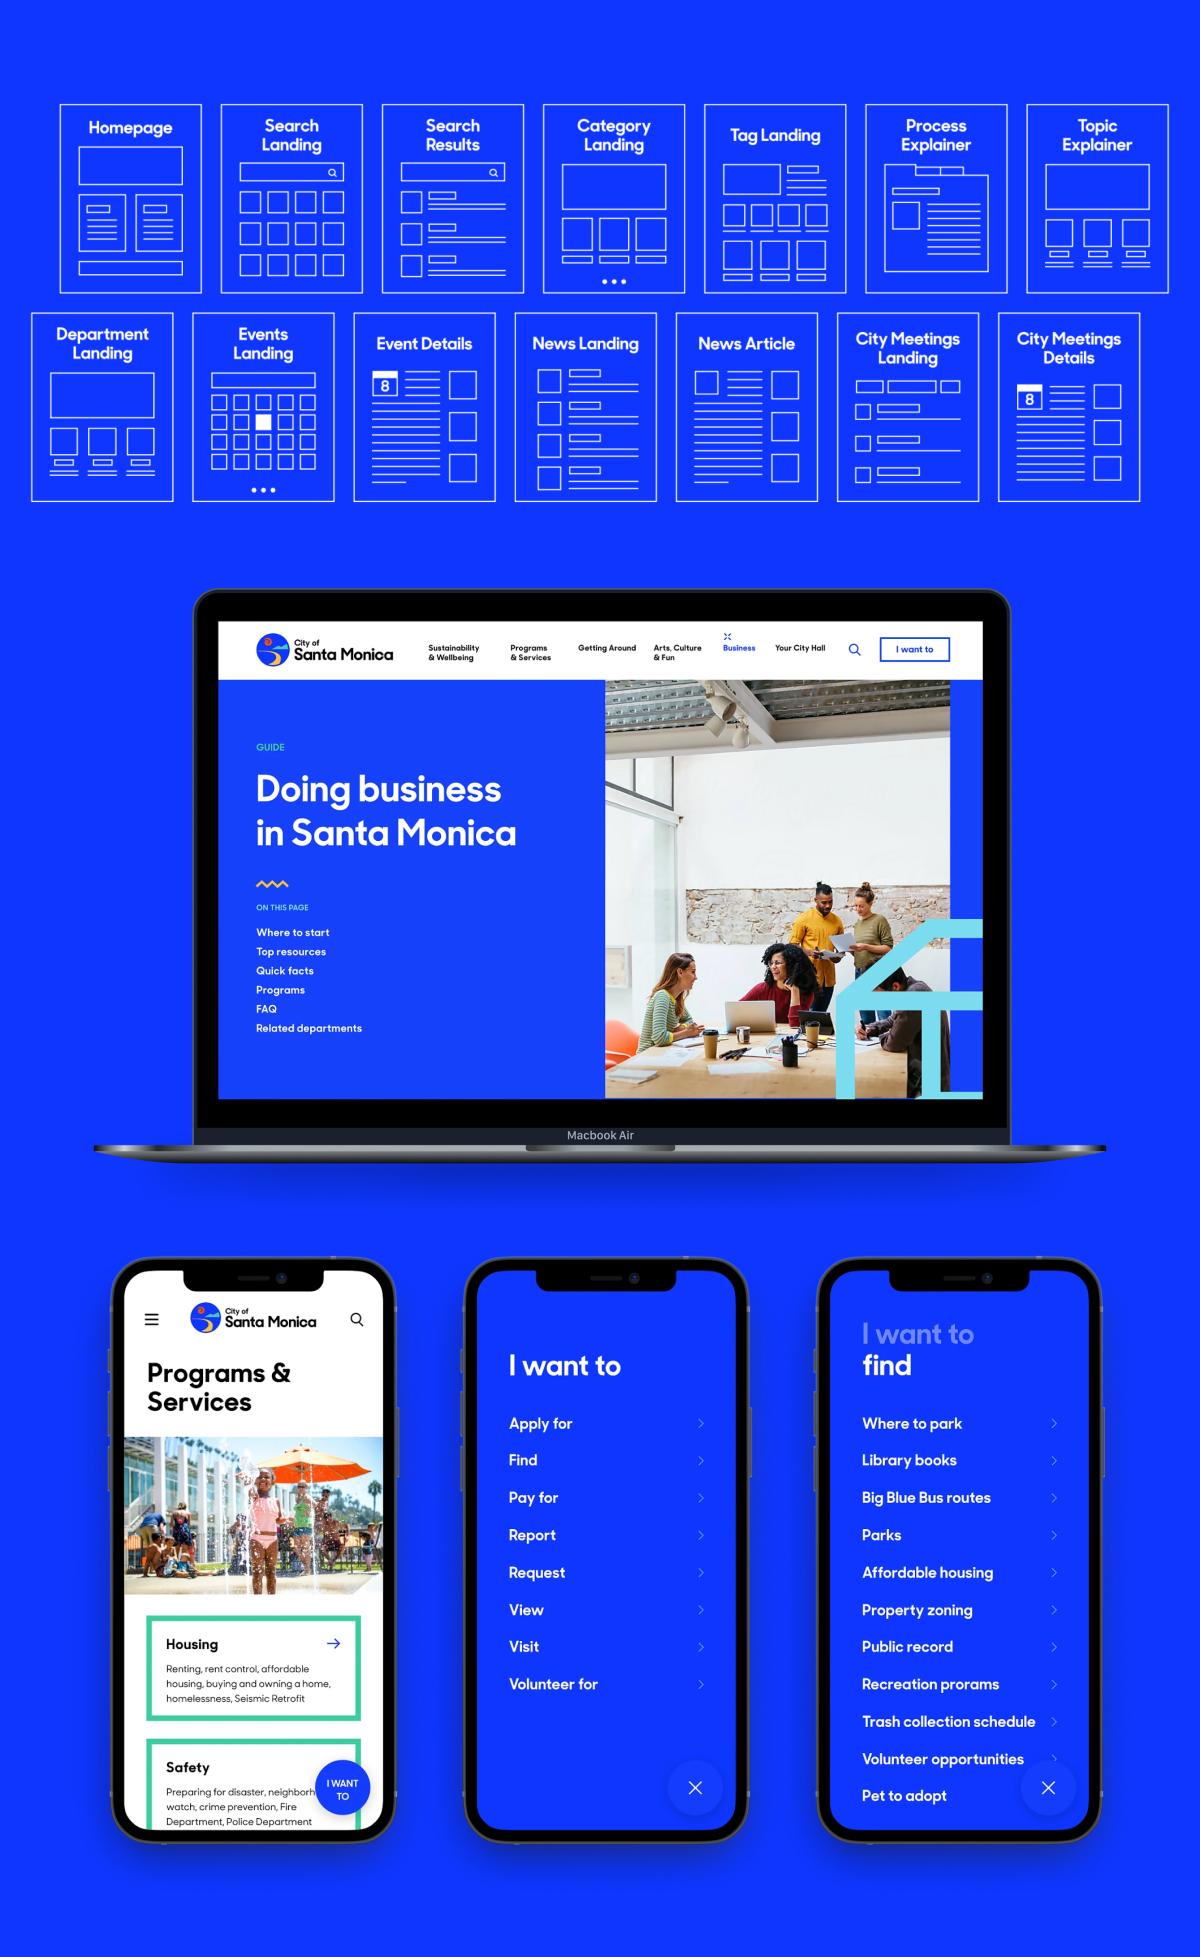 Homepage
Search
Landing
Search
Results
Category
Landing
Tag Landing
Process
Explainer
Topic
Explainer
Department
Landing
Events
Landing
Event Details
8
News Landing
News Article
City Meetings
Landing
City Meetings
Details
8
City of
Santa Monica
Sustainability
& Wellbeing
Programs
& Services
Getting Around
Arts, Culture
& Fun
Business
Your City Hall
I want to
GUIDE
Doing business
in Santa Monica
ON THIS PAGE
Where to start
Top resources
Quick facts
Programs
FAQ
Related departments
Macbook Air
City of
Santa Monica
Programs &
Services
Housing
Renting, rent control, affordable
housing, buying and owning a home,
homelessness, Seismic Retrofit
Safety
Preparing for disaster, neighborh
watch, crime prevention, Fire
Department, Police Department
I WANT
TO
I want to
Apply for
Find
Pay for
Report
Request
View
Visit
Volunteer for
I want to
find
Where to park
Library books
Big Blue Bus routes
Parks
Affordable housing
Property zoning
Public record
Recreation prorams
Trash collection schedule
Volunteer opportunities
Pet to adopt